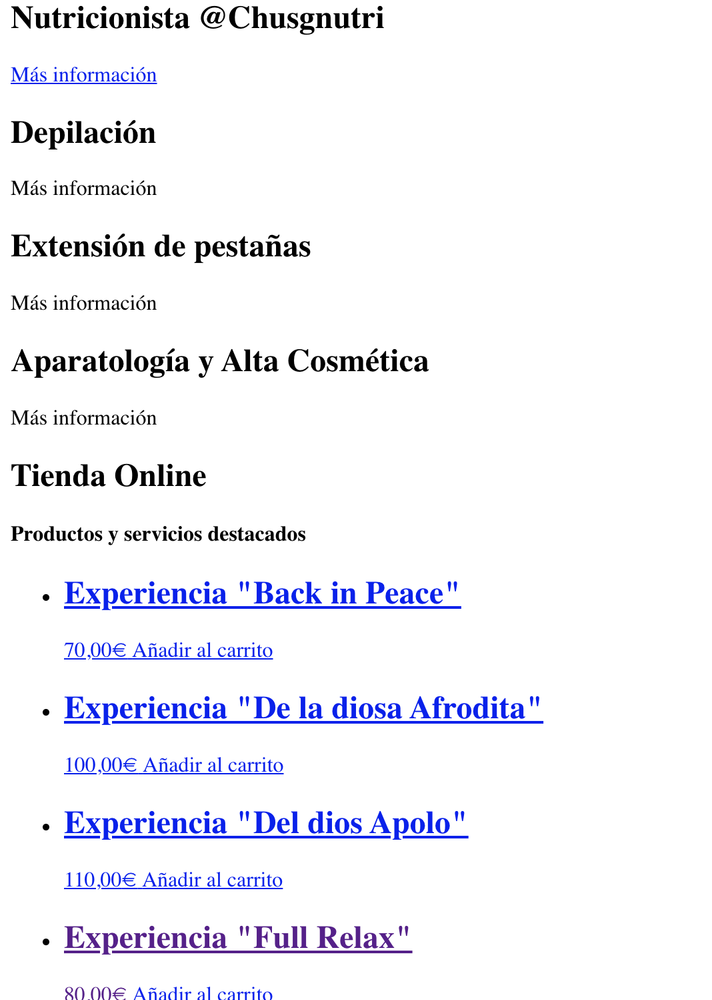 Nutricionista @Chusgnutri
Más información
Depilación
Más información
Extensión de pestañas
Más información
Aparatología y Alta Cosmética
Más información
Tienda Online
Productos y servicios destacados
Experiencia "Back in Peace"
70,00€ Añadir al carrito
Experiencia "De la diosa Afrodita"
100,00€ Añadir al carrito
Experiencia "Del dios Apolo"
110,00€ Añadir al carrito
Experiencia "Full Relax"
80,00€ Añadir al carrito